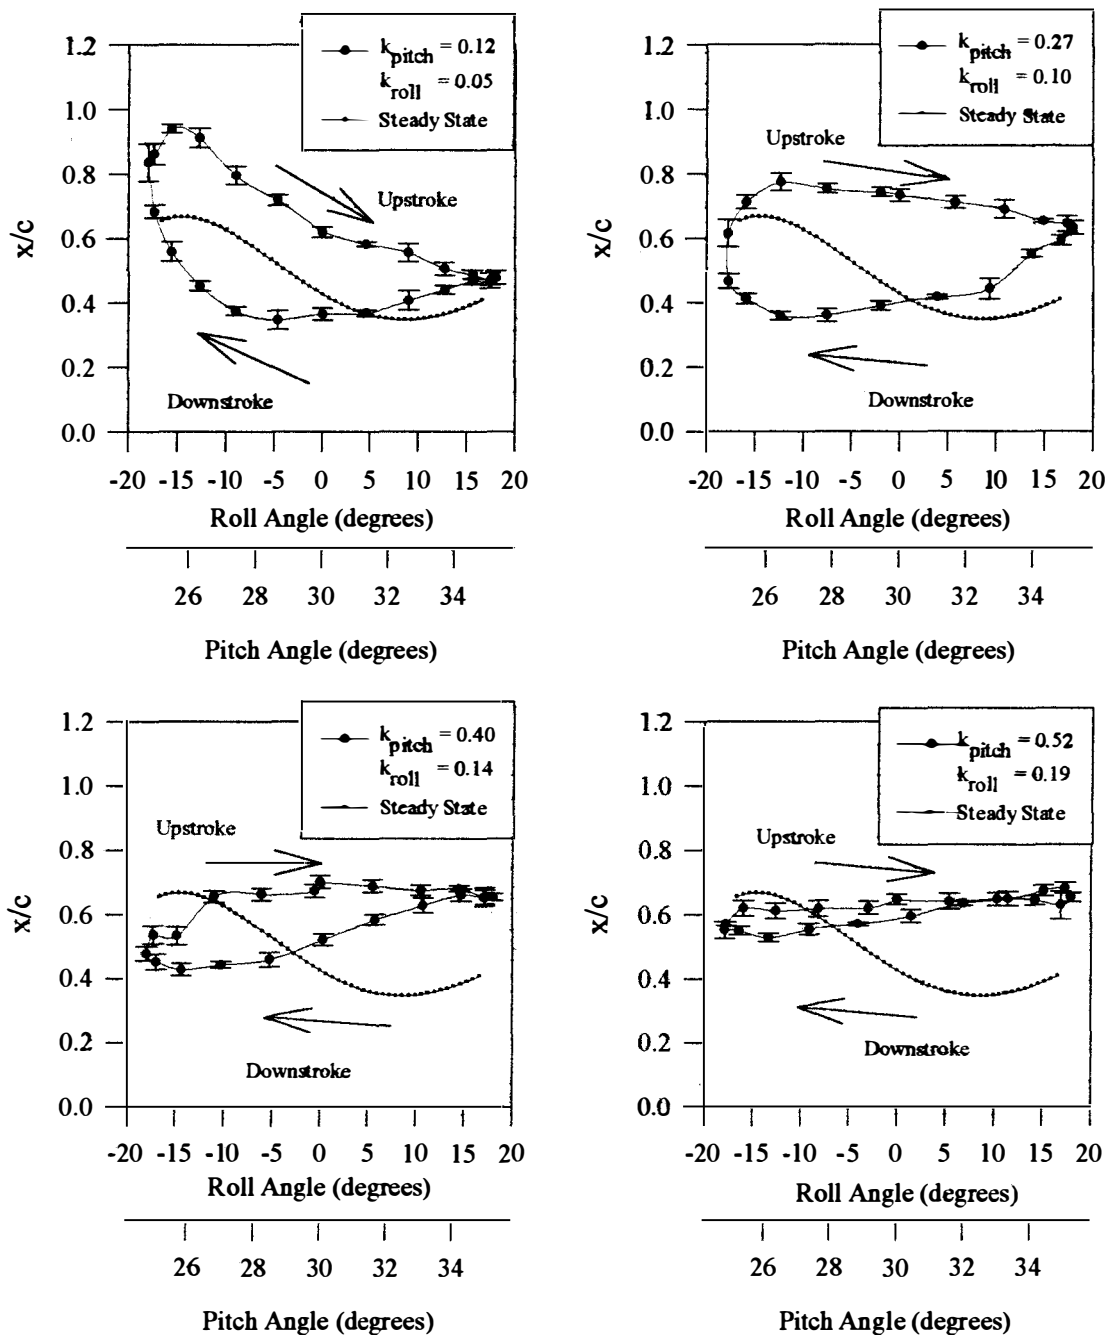 k pitch = 0.12
k roll = 0.05
Steady State
Upstroke
Downstroke
x/c
1.2
1.0
0.8
0.6
0.4
0.2
0.0
-20 -15 -10 -5 0 5 10 15 20
Roll Angle (degrees)
26 28 30 32 34
Pitch Angle (degrees)
k pitch = 0.27
k roll = 0.10
Steady State
Upstroke
Downstroke
x/c
1.2
1.0
0.8
0.6
0.4
0.2
0.0
-20 -15 -10 -5 0 5 10 15 20
Roll Angle (degrees)
26 28 30 32 34
Pitch Angle (degrees)
k pitch = 0.40
k roll = 0.14
Steady State
Upstroke
Downstroke
x/c
1.2
1.0
0.8
0.6
0.4
0.2
0.0
-20 -15 -10 -5 0 5 10 15 20
Roll Angle (degrees)
26 28 30 32 34
Pitch Angle (degrees)
k pitch = 0.52
k roll = 0.19
Steady State
Upstroke
Downstroke
x/c
1.2
1.0
0.8
0.6
0.4
0.2
0.0
-20 -15 -10 -5 0 5 10 15 20
Roll Angle (degrees)
26 28 30 32 34
Pitch Angle (degrees)